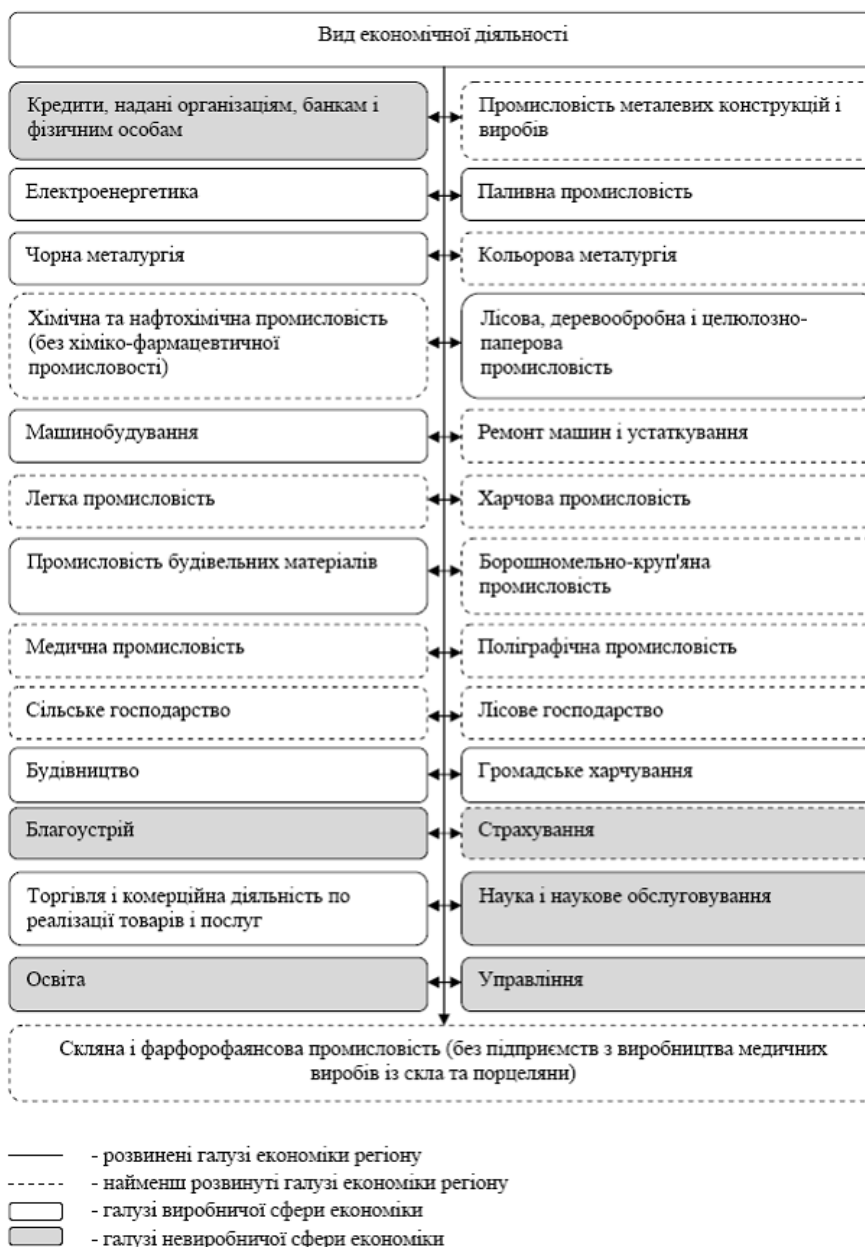 Вид економічної діяльності
Кредити, надані організаціям, банкам і
фізичним особам
Промисловість металевих конструкцій і
виробів
Електроенергетика
Паливна промисловість
Чорна металургія
Кольорова металургія
Хімічна та нафтохімічна промисловість
(без хіміко-фармацевтичної
промисловості)
Лісова, деревообробна і целюлозно-
паперова
промисловість
Машинобудування
Ремонт машин і устаткування
Легка промисловість
Харчова промисловість
Промисловість будівельних матеріалів
Борошномельно-круп'яна
промисловість
Медична промисловість
Поліграфічна промисловість
Сільське господарство
Лісове господарство
Будівництво
Громадське харчування
Благоустрій
Страхування
Торгівля і комерційна діяльність по
реалізації товарів і послуг
Наука і наукове обслуговування
Освіта
Управління
Скляна і фарфорофаянсова промисловість (без підприємств з виробництва медичних
виробів із скла та порцеляни)
- розвинені галузі економіки регіону
- найменш розвинуті галузі економіки регіону
- галузі виробничої сфери економіки
- галузі невиробничої сфери економіки